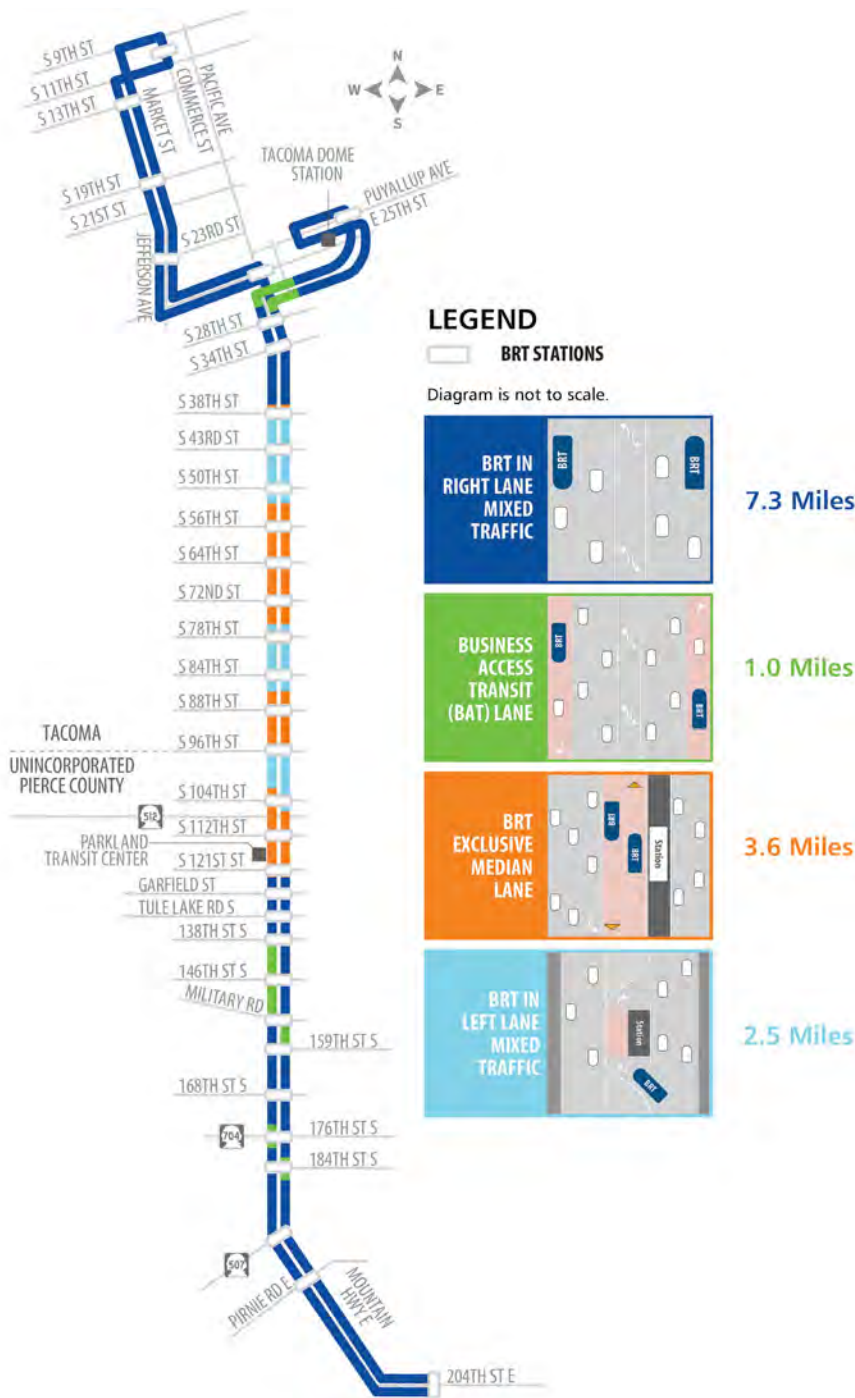 S 9TH ST
S 11TH ST
S 13TH ST
MARKET ST
COMMERCE ST
PACIFIC AVE
N
W
E
S
TACOMA DOME
STATION
PUYALLUP AVE
E 25TH ST
S 19TH ST
S 21ST ST
S 23RD ST
JEFFERSON AVE
S 28TH ST
S 34TH ST
S 38TH ST
S 43RD ST
S 50TH ST
S 56TH ST
S 64TH ST
S 72ND ST
S 78TH ST
S 84TH ST
S 88TH ST
TACOMA
S 96TH ST
UNINCORPORATED
PIERCE COUNTY
S 104TH ST
512
S 112TH ST
PARKLAND
TRANSIT CENTER
S 121ST ST
GARFIELD ST
TULE LAKE RD S
138TH ST S
146TH ST S
MILITARY RD
159TH ST S
168TH ST S
704
176TH ST S
184TH ST S
507
PIRNIE RD E
MOUNTAIN
HWY E
204TH ST E
LEGEND
BRT STATIONS
Diagram is not to scale.
BRT IN
RIGHT LANE
MIXED
TRAFFIC
BRT
BRT
7.3 Miles
BUSINESS
ACCESS
TRANSIT
(BAT) LANE
BRT
BRT
1.0 Miles
BRT
EXCLUSIVE
MEDIAN
LANE
BRT
BRT
Station
3.6 Miles
BRT IN
LEFT LANE
MIXED
TRAFFIC
Station
BRT
2.5 Miles